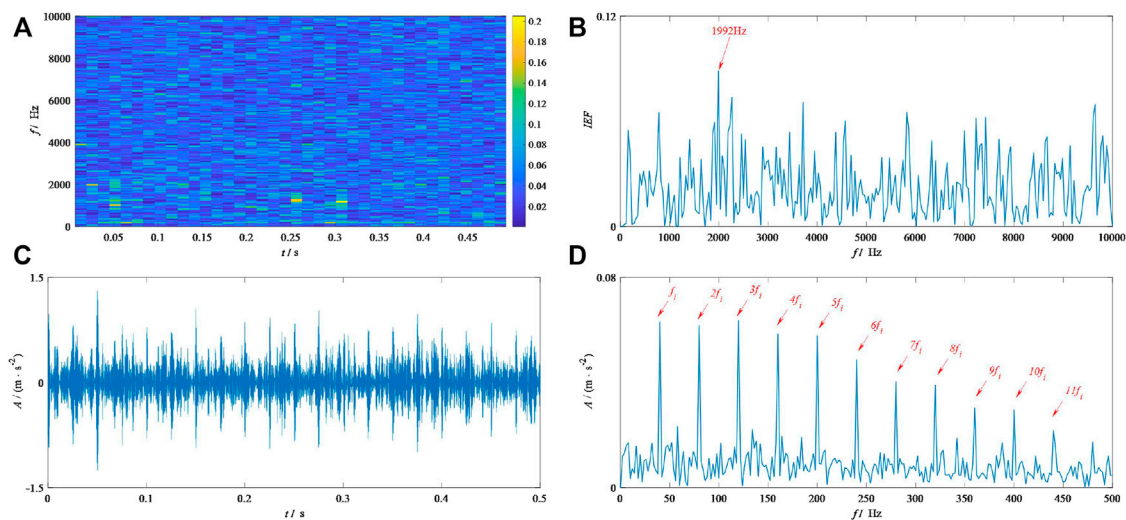 A
10000
8000
6000
4000
2000
0
f / Hz
0.05 0.1 0.15 0.2 0.25 0.3 0.35 0.4 0.45
t / s
0.2
0.18
0.16
0.14
0.12
0.1
0.08
0.06
0.04
0.02
B
0.12
IEF
0
1992Hz
0 1000 2000 3000 4000 5000 6000 7000 8000 9000 10000
f / Hz
C
1.5
0
-1.5
A / (m · s⁻²)
0 0.1 0.2 0.3 0.4 0.5
t / s
D
0.08
A / (m · s⁻²)
0
fᵢ 2fᵢ 3fᵢ 4fᵢ 5fᵢ 6fᵢ 7fᵢ 8fᵢ 9fᵢ 10fᵢ 11fᵢ
0 50 100 150 200 250 300 350 400 450 500
f / Hz